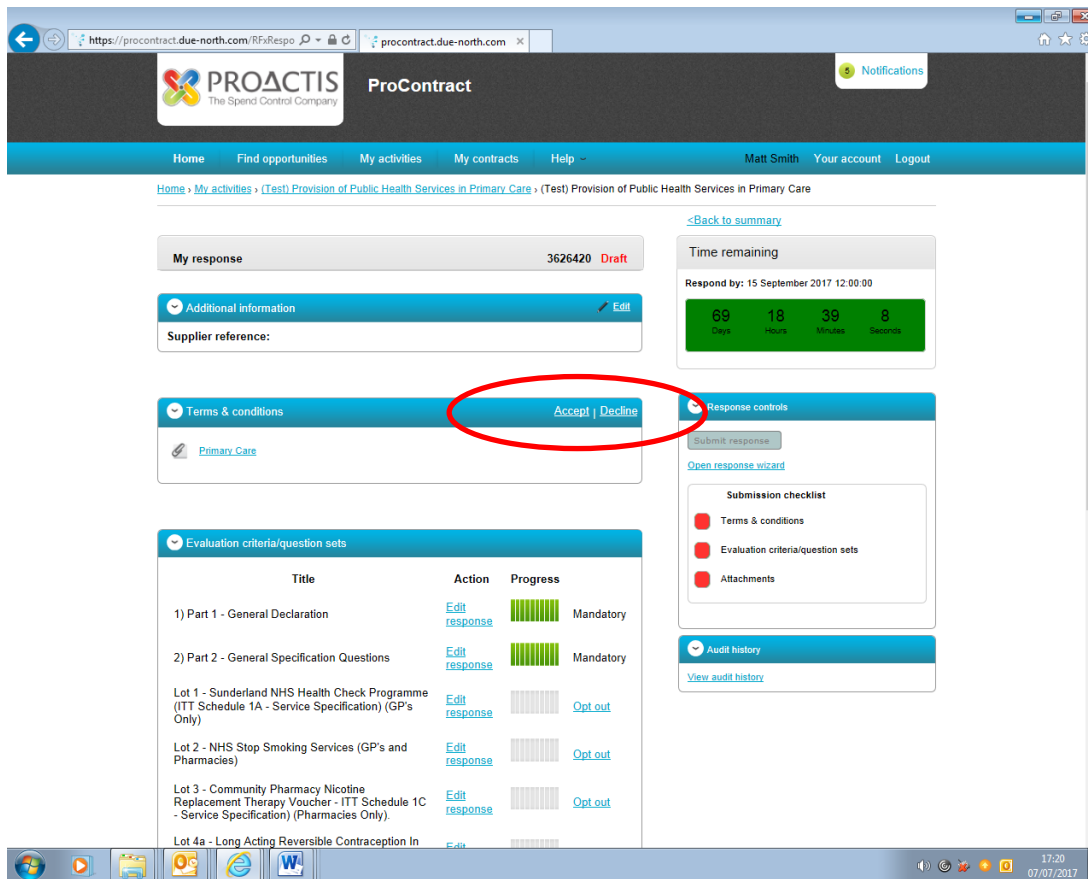 https://procontract.due-north.com/RFxRespo
procontract.due-north.com
PROACTIS
The Spend Control Company
ProContract
5 Notifications
Home Find opportunities My activities My contracts Help Matt Smith Your account Logout
Home › My activities › (Test) Provision of Public Health Services in Primary Care › (Test) Provision of Public Health Services in Primary Care
<Back to summary
My response 3626420 Draft
Time remaining
Respond by: 15 September 2017 12:00:00
69 18 39 8
Days Hours Minutes Seconds
Additional information Edit
Supplier reference:
Terms & conditions Accept | Decline
Primary Care
Response controls
Submit response
Open response wizard
Submission checklist
Terms & conditions
Evaluation criteria/question sets
Attachments
Evaluation criteria/question sets
Title Action Progress
1) Part 1 - General Declaration Edit response Mandatory
2) Part 2 - General Specification Questions Edit response Mandatory
Lot 1 - Sunderland NHS Health Check Programme
(ITT Schedule 1A - Service Specification) (GP's
Only)
Edit response Opt out
Lot 2 - NHS Stop Smoking Services (GP's and
Pharmacies)
Edit response Opt out
Lot 3 - Community Pharmacy Nicotine
Replacement Therapy Voucher - ITT Schedule 1C
- Service Specification) (Pharmacies Only).
Edit response Opt out
Lot 4a - Long Acting Reversible Contraception In
Edit
Audit history
View audit history
17:20
07/07/2017